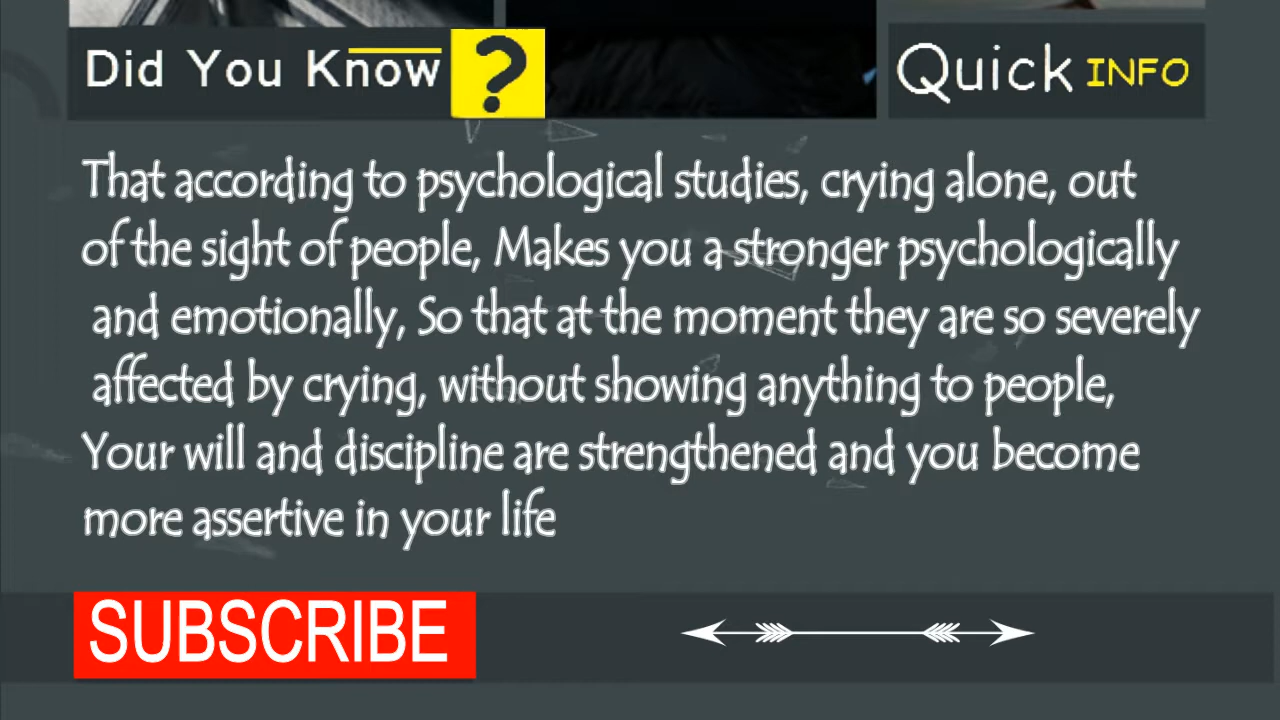 Did You Know ?
Quick INFO
That according to psychological studies, crying alone, out
of the sight of people, Makes you a stronger psychologically
and emotionally, So that at the moment they are so severely
affected by crying, without showing anything to people,
Your will and discipline are strengthened and you become
more assertive in your life
SUBSCRIBE